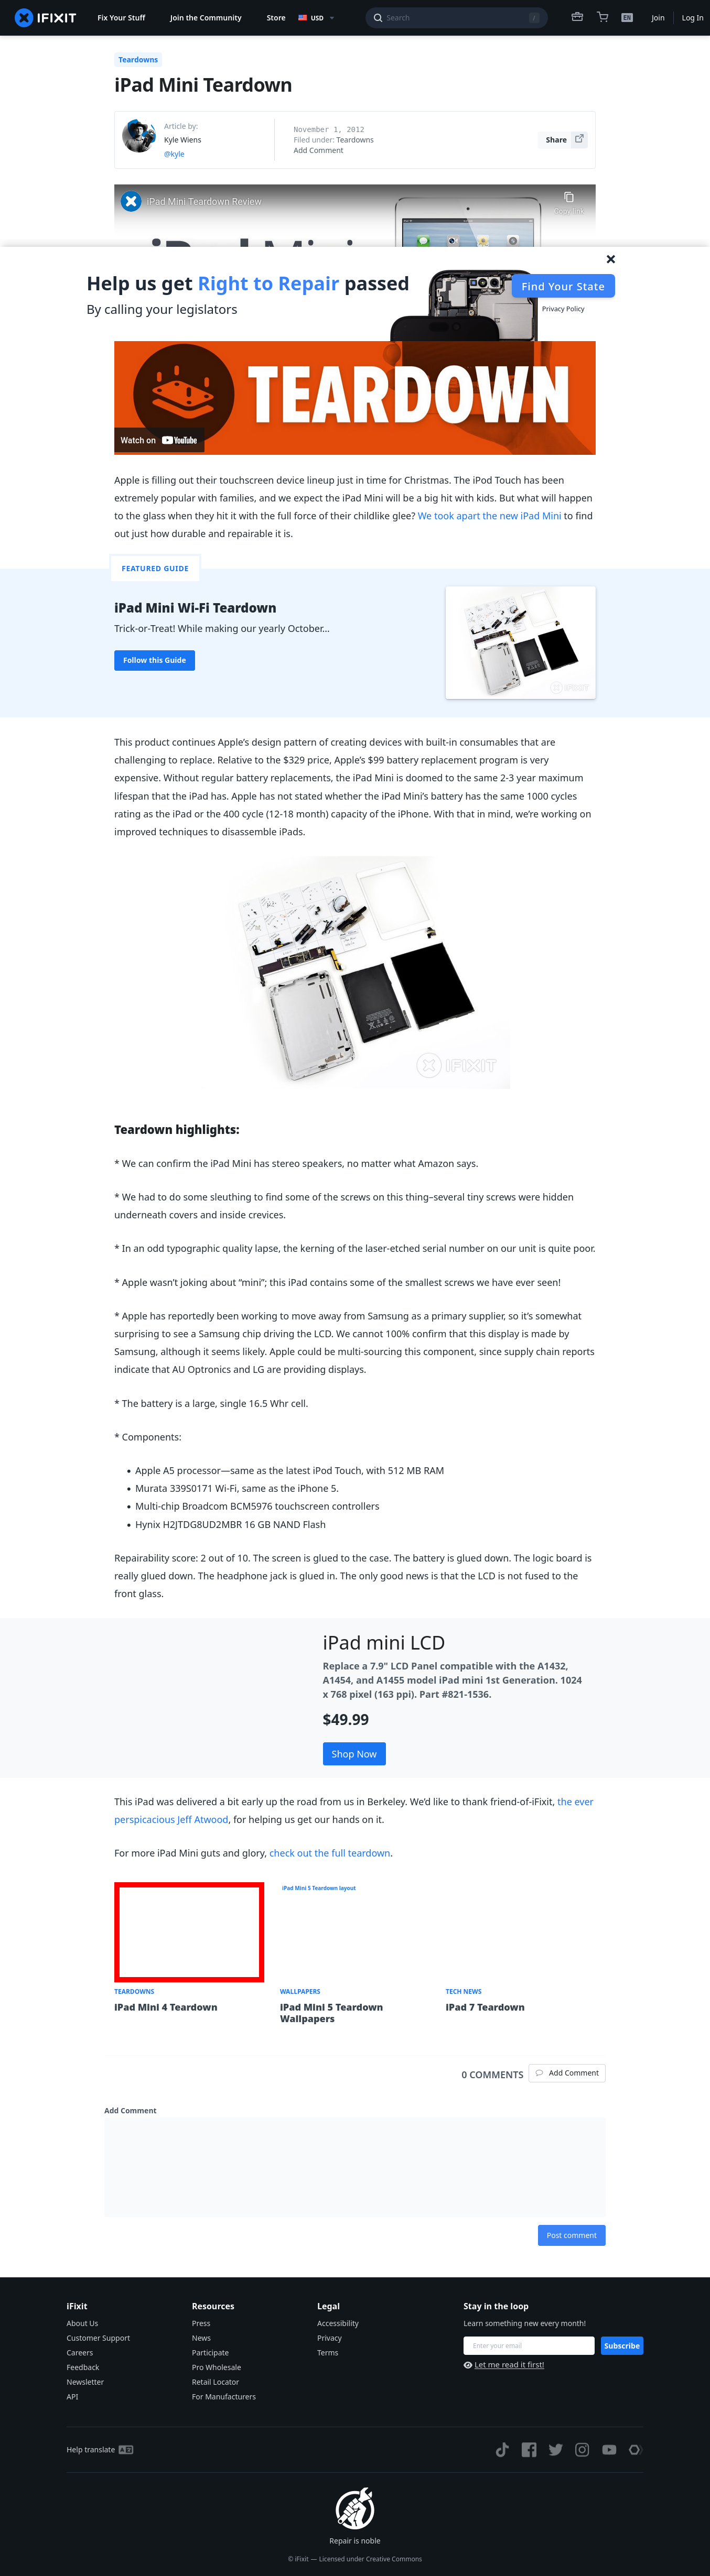 IFIXIT
Fix Your Stuff
Join the Community
Store
USD
Search
/
EN
Join
Log In
Teardowns
iPad Mini Teardown
Article by:
Kyle Wiens
@kyle
November 1, 2012
Filed under: Teardowns
Add Comment
Share
iPad Mini Teardown Review
Help us get Right to Repair passed
By calling your legislators
Find Your State
Privacy Policy
TEARDOWN
Watch on YouTube
Apple is filling out their touchscreen device lineup just in time for Christmas. The iPod Touch has been
extremely popular with families, and we expect the iPad Mini will be a big hit with kids. But what will happen
to the glass when they hit it with the full force of their childlike glee? We took apart the new iPad Mini to find
out just how durable and repairable it is.
FEATURED GUIDE
iPad Mini Wi-Fi Teardown
Trick-or-Treat! While making our yearly October...
Follow this Guide
IFIXIT
This product continues Apple’s design pattern of creating devices with built-in consumables that are
challenging to replace. Relative to the $329 price, Apple’s $99 battery replacement program is very
expensive. Without regular battery replacements, the iPad Mini is doomed to the same 2-3 year maximum
lifespan that the iPad has. Apple has not stated whether the iPad Mini’s battery has the same 1000 cycles
rating as the iPad or the 400 cycle (12-18 month) capacity of the iPhone. With that in mind, we’re working on
improved techniques to disassemble iPads.
IFIXIT
Teardown highlights:
* We can confirm the iPad Mini has stereo speakers, no matter what Amazon says.
* We had to do some sleuthing to find some of the screws on this thing–several tiny screws were hidden
underneath covers and inside crevices.
* In an odd typographic quality lapse, the kerning of the laser-etched serial number on our unit is quite poor.
* Apple wasn’t joking about “mini”; this iPad contains some of the smallest screws we have ever seen!
* Apple has reportedly been working to move away from Samsung as a primary supplier, so it’s somewhat
surprising to see a Samsung chip driving the LCD. We cannot 100% confirm that this display is made by
Samsung, although it seems likely. Apple could be multi-sourcing this component, since supply chain reports
indicate that AU Optronics and LG are providing displays.
* The battery is a large, single 16.5 Whr cell.
* Components:
• Apple A5 processor—same as the latest iPod Touch, with 512 MB RAM
• Murata 339S0171 Wi-Fi, same as the iPhone 5.
• Multi-chip Broadcom BCM5976 touchscreen controllers
• Hynix H2JTDG8UD2MBR 16 GB NAND Flash
Repairability score: 2 out of 10. The screen is glued to the case. The battery is glued down. The logic board is
really glued down. The headphone jack is glued in. The only good news is that the LCD is not fused to the
front glass.
iPad mini LCD
Replace a 7.9" LCD Panel compatible with the A1432,
A1454, and A1455 model iPad mini 1st Generation. 1024
x 768 pixel (163 ppi). Part #821-1536.
$49.99
Shop Now
This iPad was delivered a bit early up the road from us in Berkeley. We’d like to thank friend-of-iFixit, the ever
perspicacious Jeff Atwood, for helping us get our hands on it.
For more iPad Mini guts and glory, check out the full teardown.
iPad Mini 5 Teardown layout
TEARDOWNS
iPad Mini 4 Teardown
WALLPAPERS
iPad Mini 5 Teardown
Wallpapers
TECH NEWS
iPad 7 Teardown
0 COMMENTS
Add Comment
Add Comment
Post comment
iFixit
About Us
Customer Support
Careers
Feedback
Newsletter
API
Resources
Press
News
Participate
Pro Wholesale
Retail Locator
For Manufacturers
Legal
Accessibility
Privacy
Terms
Stay in the loop
Learn something new every month!
Enter your email
Subscribe
Let me read it first!
Help translate
Repair is noble
© iFixit — Licensed under Creative Commons